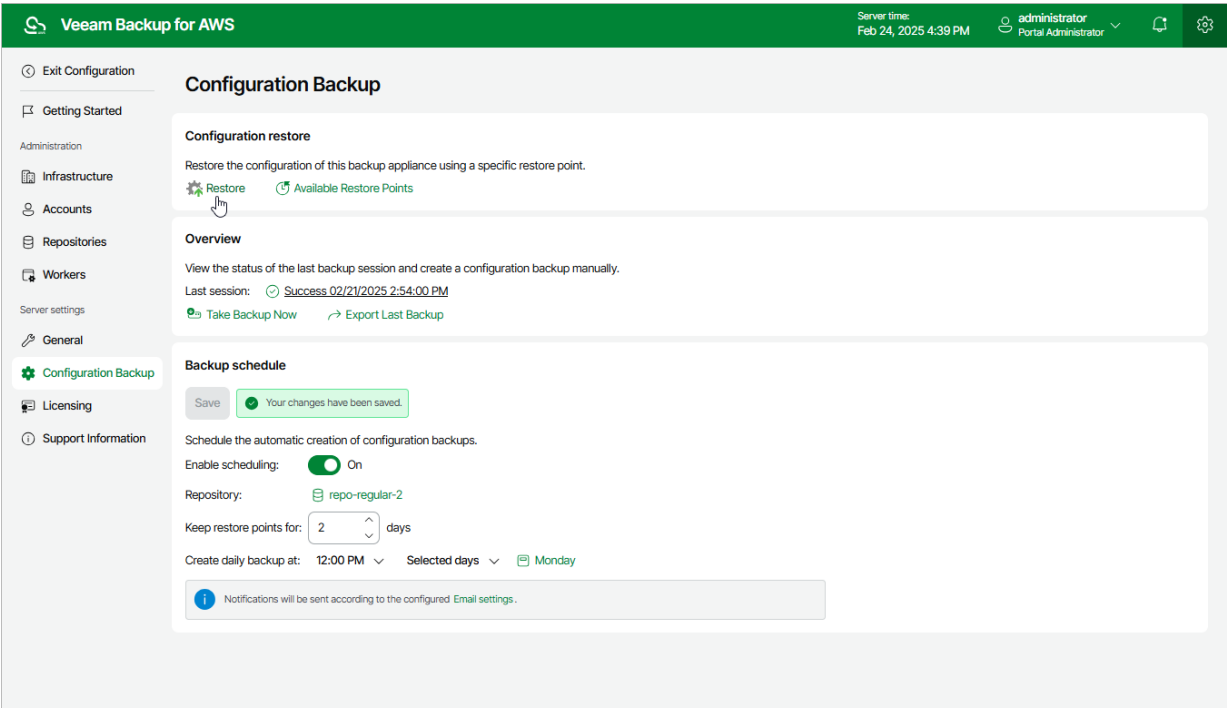 Veeam Backup for AWS
Server time:
Feb 24, 2025 4:39 PM
administrator
Portal Administrator
Exit Configuration
Getting Started
Administration
Infrastructure
Accounts
Repositories
Workers
Server settings
General
Configuration Backup
Licensing
Support Information
Configuration Backup
Configuration restore
Restore the configuration of this backup appliance using a specific restore point.
Restore Available Restore Points
Overview
View the status of the last backup session and create a configuration backup manually.
Last session: Success 02/21/2025 2:54:00 PM
Take Backup Now Export Last Backup
Backup schedule
Save Your changes have been saved.
Schedule the automatic creation of configuration backups.
Enable scheduling: On
Repository: repo-regular-2
Keep restore points for: 2 days
Create daily backup at: 12:00 PM Selected days Monday
Notifications will be sent according to the configured Email settings.